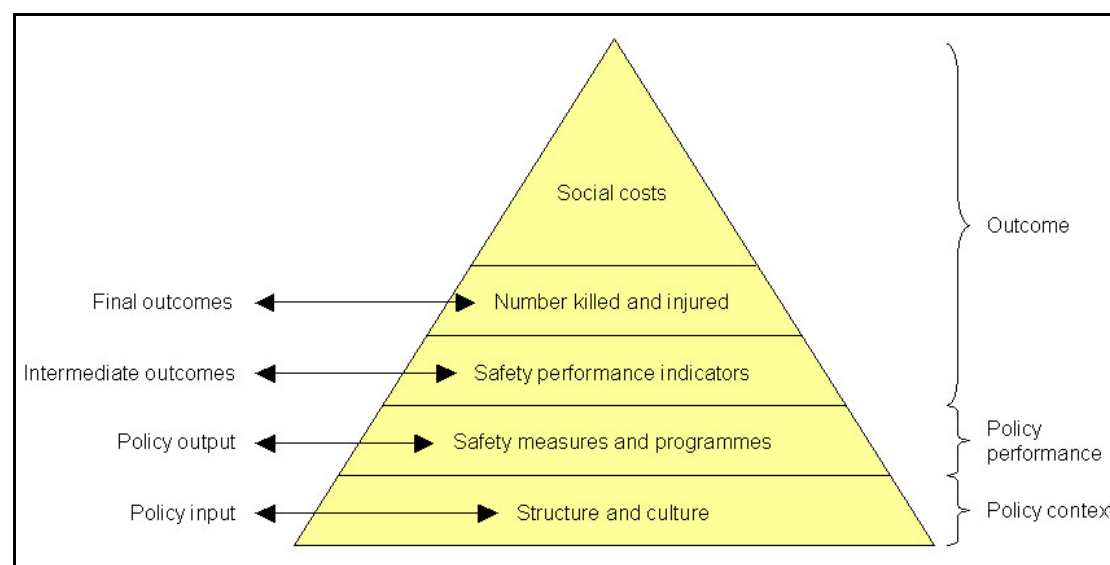 Social costs
Outcome
Final outcomes
Number killed and injured
Intermediate outcomes
Safety performance indicators
Policy output
Safety measures and programmes
Policy
performance
Policy input
Structure and culture
Policy context